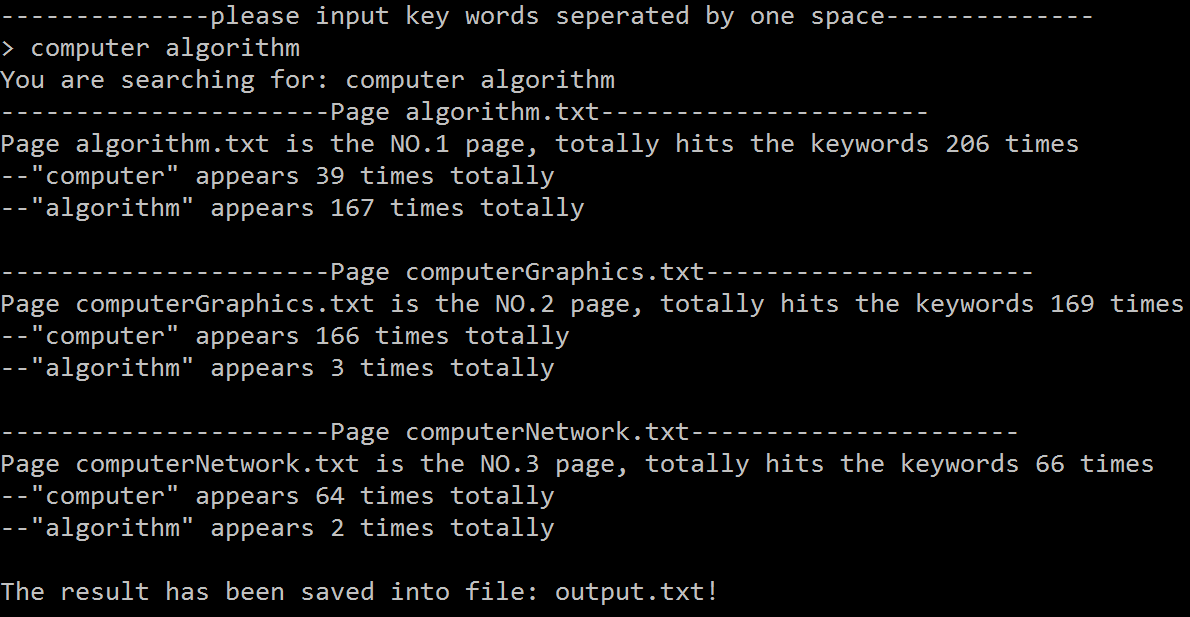 --------------please input key words seperated by one space--------------
> computer algorithm
You are searching for: computer algorithm
----------------------Page algorithm.txt----------------------
Page algorithm.txt is the NO.1 page, totally hits the keywords 206 times
--"computer" appears 39 times totally
--"algorithm" appears 167 times totally
----------------------Page computerGraphics.txt----------------------
Page computerGraphics.txt is the NO.2 page, totally hits the keywords 169 times
--"computer" appears 166 times totally
--"algorithm" appears 3 times totally
----------------------Page computerNetwork.txt----------------------
Page computerNetwork.txt is the NO.3 page, totally hits the keywords 66 times
--"computer" appears 64 times totally
--"algorithm" appears 2 times totally
The result has been saved into file: output.txt!